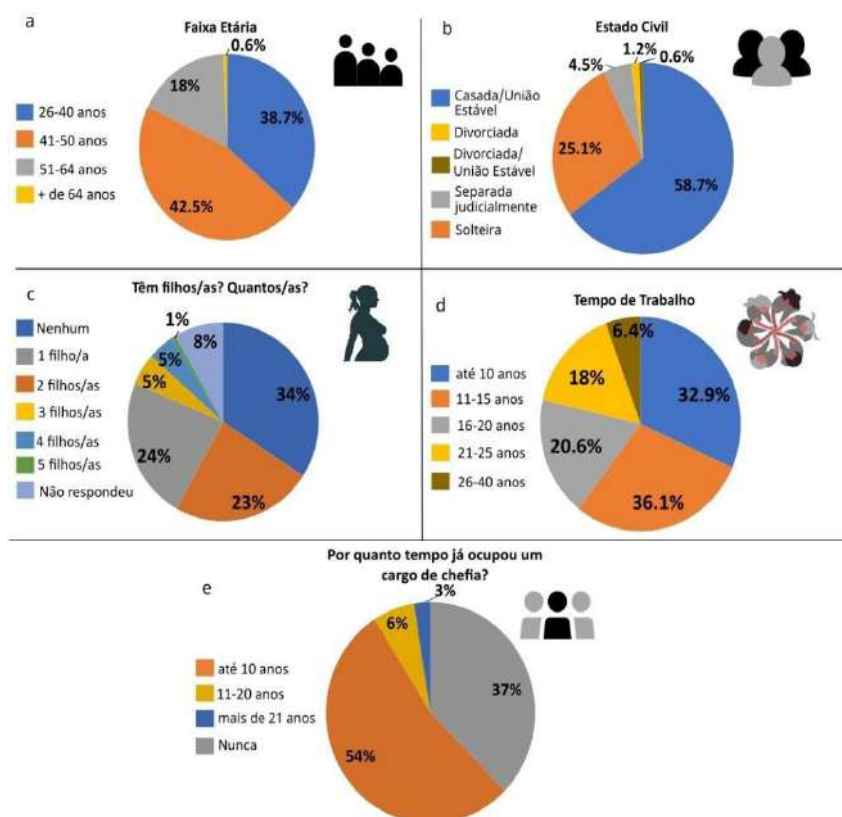 a
Faixa Etária
0.6%
18%
38.7%
42.5%
26-40 anos
41-50 anos
51-64 anos
+ de 64 anos
b
Estado Civil
1.2%
4.5%
0.6%
25.1%
58.7%
Casada/União
Estável
Divorciada
Divorciada/
União Estável
Separada
judicialmente
Solteira
c
Têm filhos/as? Quantos/as?
1%
8%
5%
5%
34%
24%
23%
Nenhum
1 filho/a
2 filhos/as
3 filhos/as
4 filhos/as
5 filhos/as
Não respondeu
d
Tempo de Trabalho
6.4%
18%
32.9%
20.6%
36.1%
até 10 anos
11-15 anos
16-20 anos
21-25 anos
26-40 anos
e
Por quanto tempo já ocupou um
cargo de chefia?
3%
6%
37%
54%
até 10 anos
11-20 anos
mais de 21 anos
Nunca